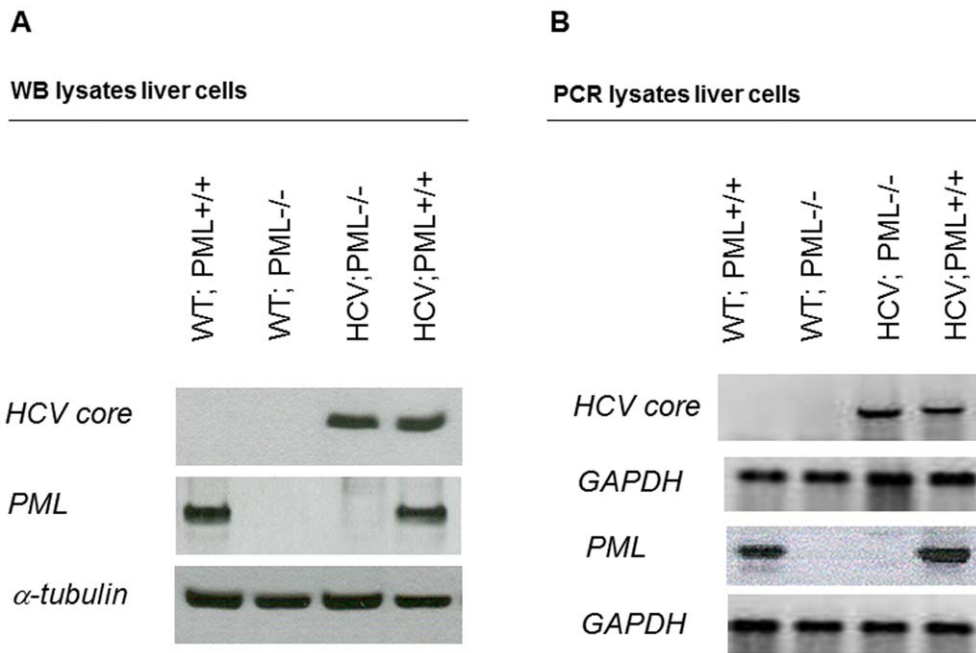 A
WB lysates liver cells
WT; PML+/+
WT; PML-/-
HCV;PML-/-
HCV;PML+/+
HCV core
PML
α-tubulin
B
PCR lysates liver cells
WT; PML+/+
WT; PML-/-
HCV; PML-/-
HCV;PML+/+
HCV core
GAPDH
PML
GAPDH